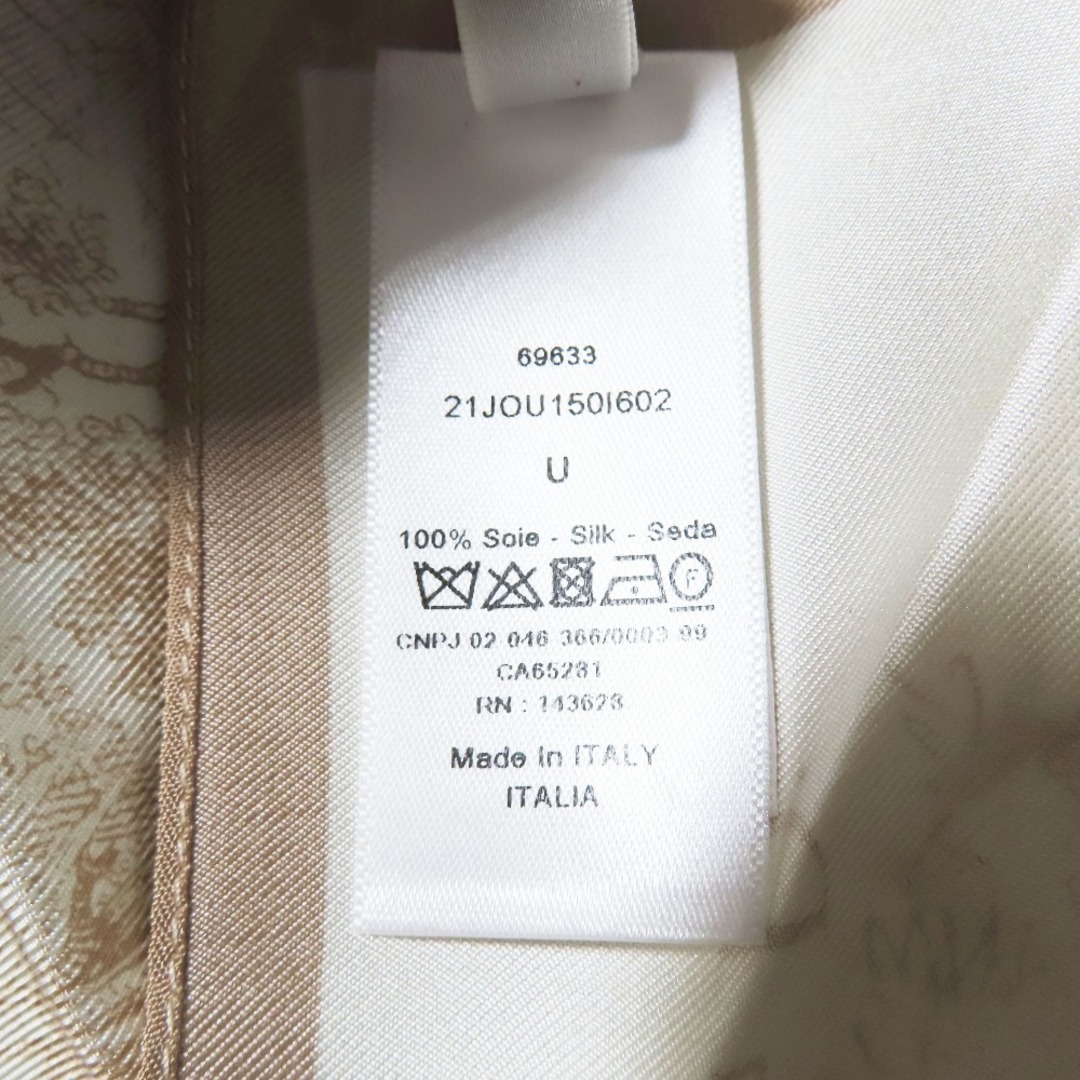 69633
21JOU150I602
U
100% Soie - Silk - Seda
F
CNPJ 02 046 366/0003 99
CA65281
RN : 143623
Made in ITALY
ITALIA